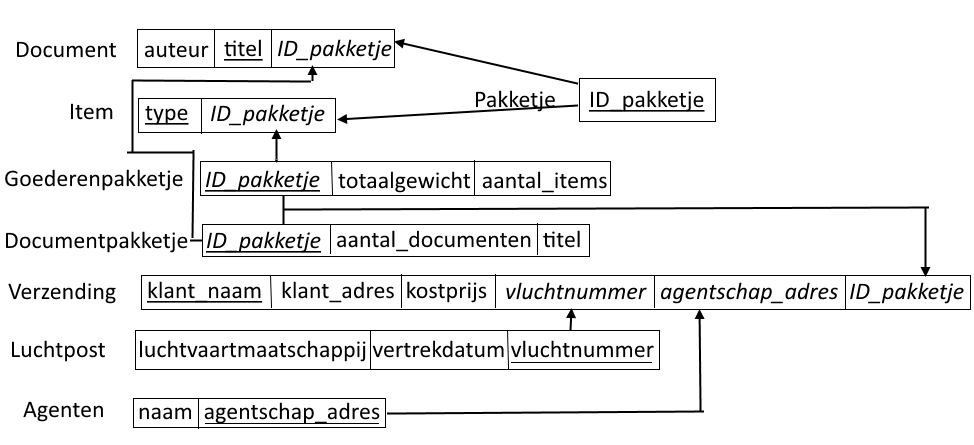 Document auteur titel ID_pakketje
Pakketje ID_pakketje
Item type ID_pakketje
Goederenpakketje ID_pakketje totaalgewicht aantal_items
Documentpakketje ID_pakketje aantal_documenten titel
Verzending klant_naam klant_adres kostprijs vluchtnummer agentschap_adres ID_pakketje
Luchtpost luchtvaartmaatschappij vertrekdatum vluchtnummer
Agenten naam agentschap_adres